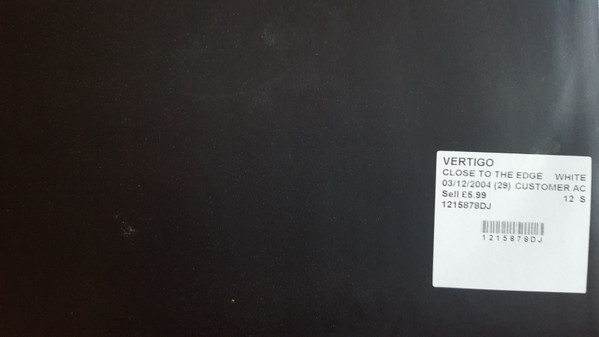 VERTIGO
CLOSE TO THE EDGE WHITE
03/12/2004 (29) CUSTOMER AC
Sell £5.99 12 S
1215878DJ
1215878DJ